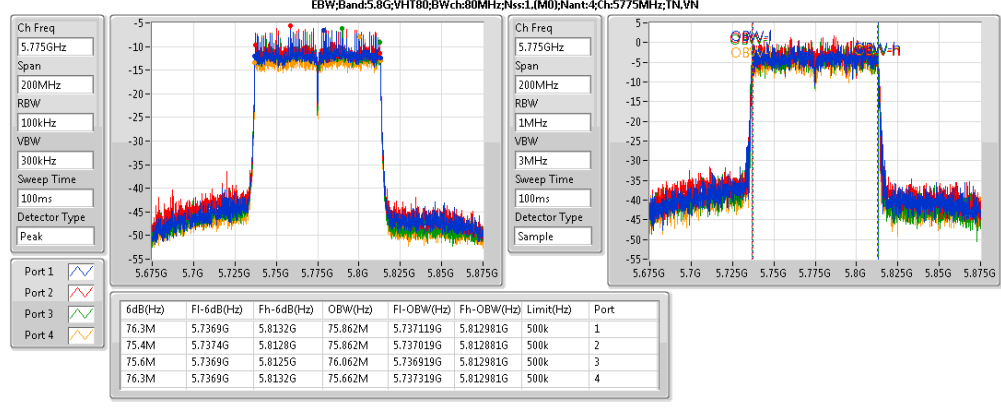 EBW;Band:5.8G;VHT80;BWch:80MHz;Nss:1,(M0);Nant:4;Ch:5775MHz;TN,VN
Ch Freq
5.775GHz
Span
200MHz
RBW
100kHz
VBW
300kHz
Sweep Time
100ms
Detector Type
Peak
Port 1
Port 2
Port 3
Port 4
-5
-10
-15
-20
-25
-30
-35
-40
-45
-50
-55
5.675G 5.7G 5.725G 5.775G 5.8G 5.825G 5.85G 5.875G
Ch Freq
5.775GHz
Span
200MHz
RBW
1MHz
VBW
3MHz
Sweep Time
100ms
Detector Type
Sample
5
0
-5
-10
-15
-20
-25
-30
-35
-40
-45
-50
-55
OBW-l
OBW-h
5.675G 5.7G 5.725G 5.775G 5.8G 5.825G 5.85G 5.875G
6dB(Hz) Fl-6dB(Hz) Fh-6dB(Hz) OBW(Hz) Fl-OBW(Hz) Fh-OBW(Hz) Limit(Hz) Port
76.3M 5.7369G 5.8132G 75.862M 5.737119G 5.812981G 500k 1
75.4M 5.7374G 5.8128G 75.862M 5.737019G 5.812881G 500k 2
75.6M 5.7369G 5.8125G 76.062M 5.736919G 5.812981G 500k 3
76.3M 5.7369G 5.8132G 75.662M 5.737319G 5.812981G 500k 4